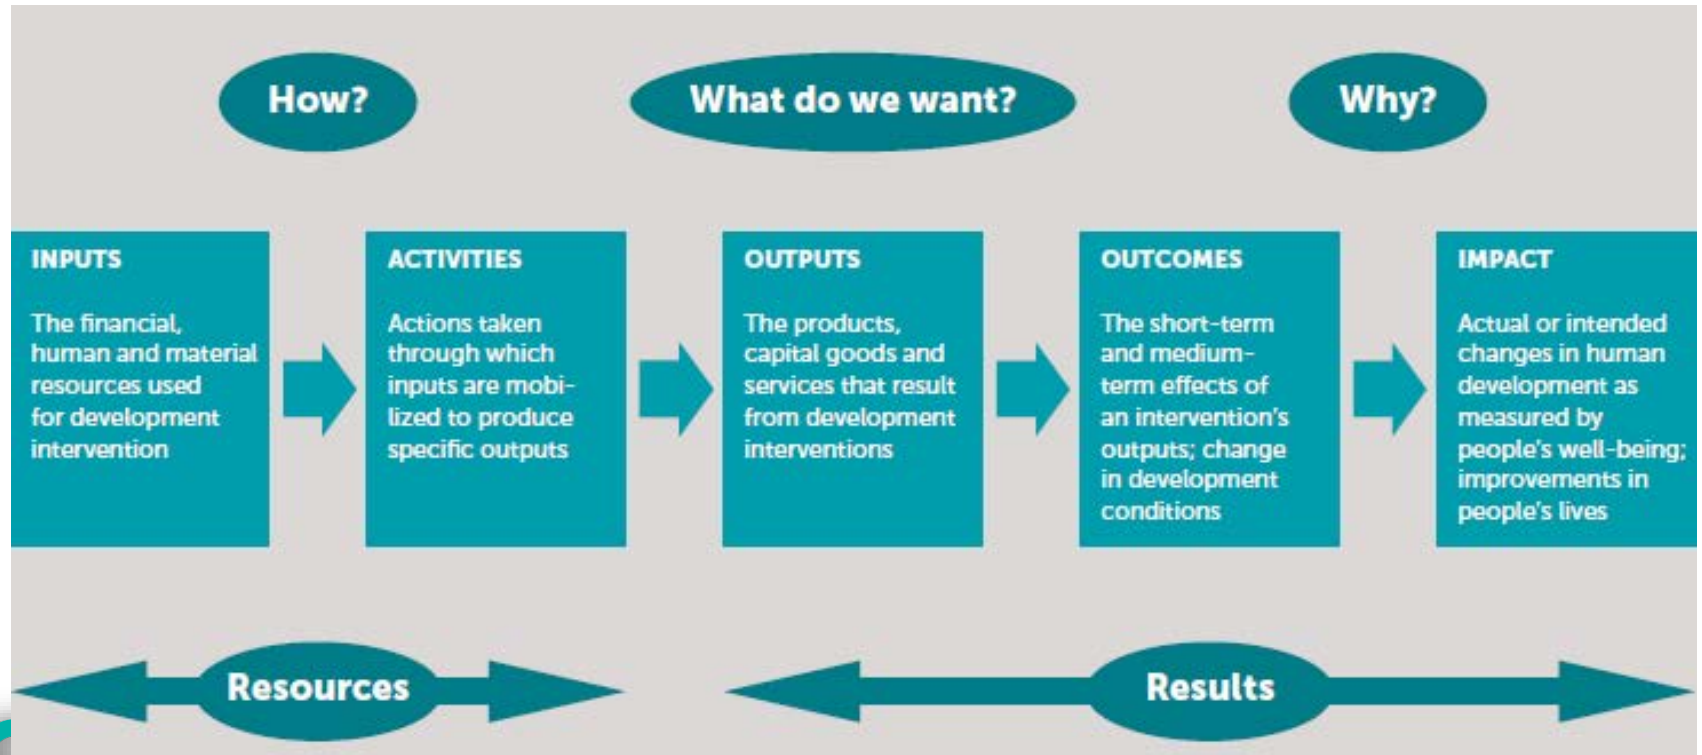 How?
What do we want?
Why?
INPUTS
The financial,
human and material
resources used
for development
intervention
ACTIVITIES
Actions taken
through which
inputs are mobi-
lized to produce
specific outputs
OUTPUTS
The products,
capital goods and
services that result
from development
interventions
OUTCOMES
The short-term
and medium-
term effects of
an intervention's
outputs; change
in development
conditions
IMPACT
Actual or intended
changes in human
development as
measured by
people's well-being;
improvements in
people's lives
Resources
Results